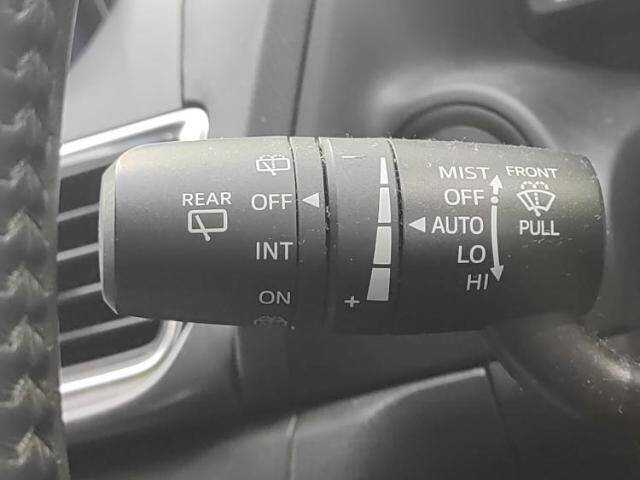 REAR
OFF
INT
ON
−
+
MIST
OFF
AUTO
LO
HI
FRONT
PULL